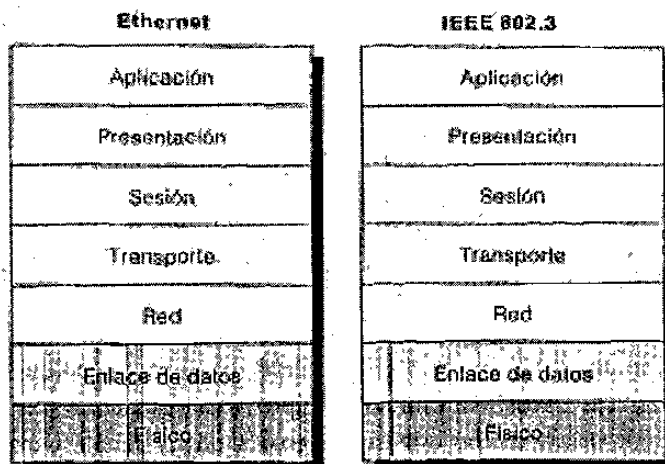 Ethernet
Aplicación
Presentación
Sesión
Transporte
Red
Enlace de datos
Físico
IEEE 802.3
Aplicación
Presentación
Sesión
Transporte
Red
Enlace de datos
Físico